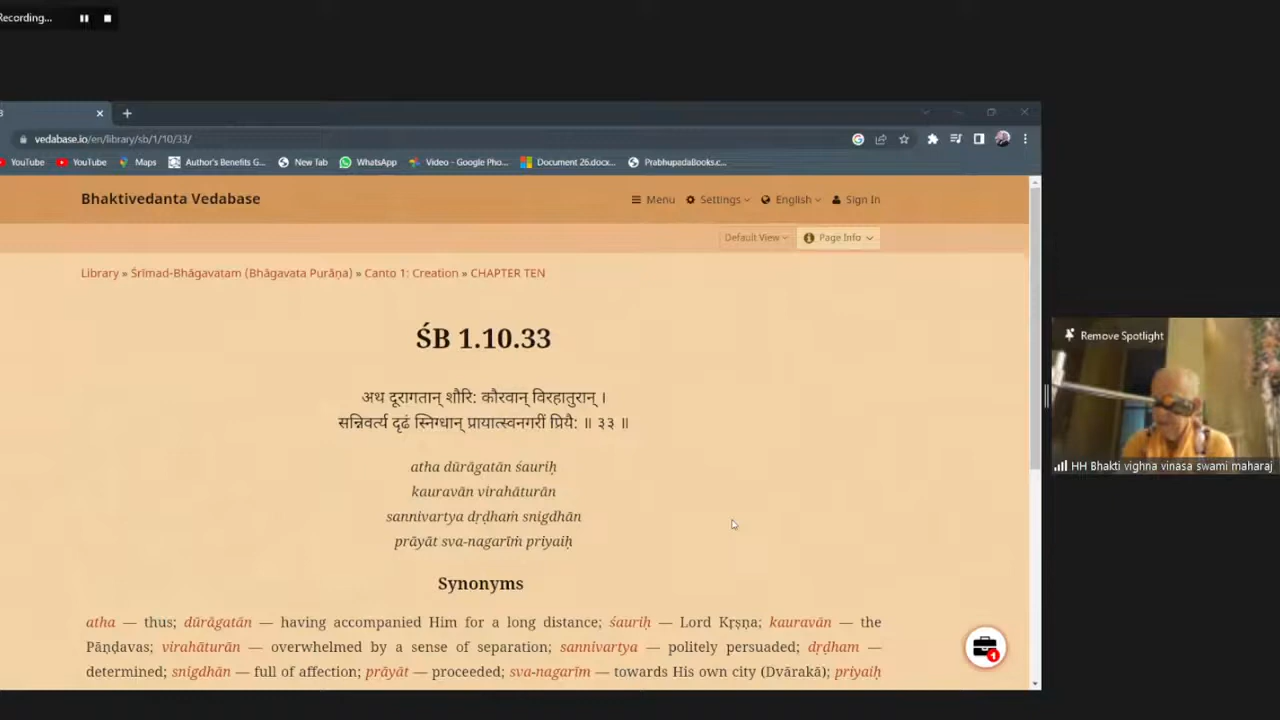 Recording...
3
vedabase.io/en/library/sb/1/10/33/
YouTube YouTube Maps Author's Benefits G... New Tab WhatsApp Video - Google Pho... Document 26.docx... PrabhupadaBooks.c...
Bhaktivedanta Vedabase
Menu Settings English Sign In
Default View Page Info
Library » Śrīmad-Bhāgavatam (Bhāgavata Purāṇa) » Canto 1: Creation » CHAPTER TEN
ŚB 1.10.33
Remove Spotlight
अथ दूरागतान् शौरि: कौरवान् विरहातुरान् ।
सन्निवर्त्य द‍ृढं स्निग्धान् प्रायात्स्वनगरीं प्रियै: ॥ ३३ ॥
HH Bhakti vighna vinasa swami maharaj
atha dūrāgatān śauriḥ
kauravān virahāturān
sannivartya dṛḍhaṁ snigdhān
prāyāt sva-nagarīṁ priyaiḥ
Synonyms
atha — thus; dūrāgatān — having accompanied Him for a long distance; śauriḥ — Lord Kṛṣṇa; kauravān — the
Pāṇḍavas; virahāturān — overwhelmed by a sense of separation; sannivartya — politely persuaded; dṛḍham —
determined; snigdhān — full of affection; prāyāt — proceeded; sva-nagarīm — towards His own city (Dvārakā); priyaiḥ
1